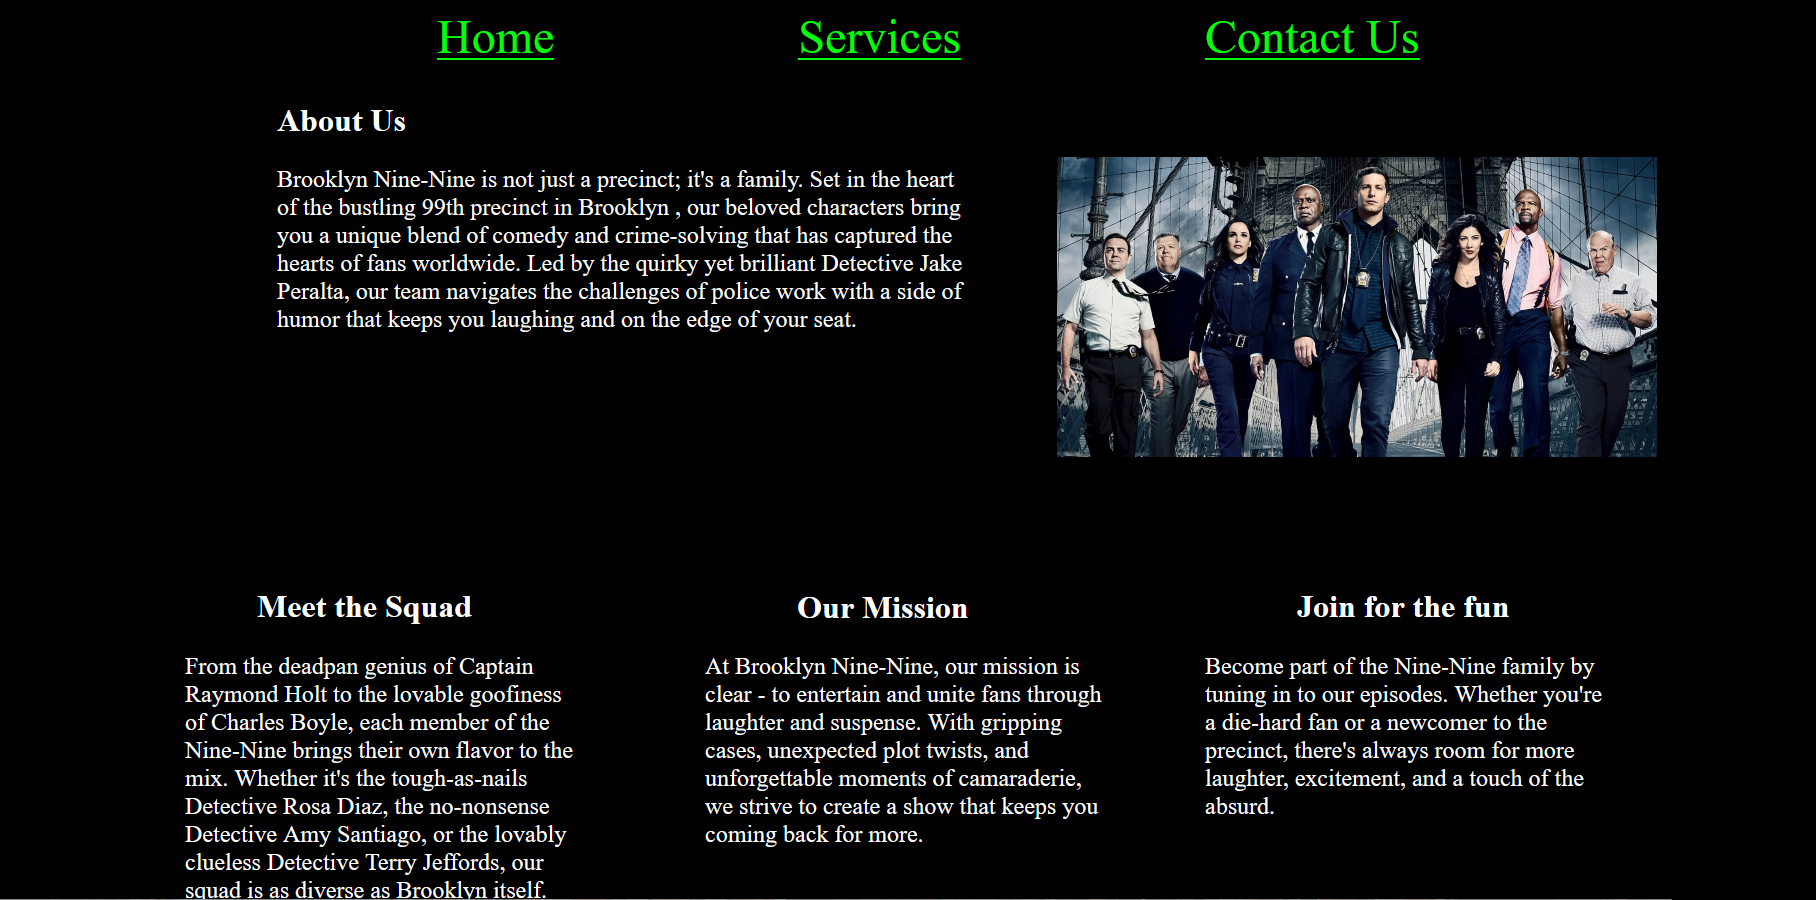 Home Services Contact Us
About Us
Brooklyn Nine-Nine is not just a precinct; it's a family. Set in the heart
of the bustling 99th precinct in Brooklyn , our beloved characters bring
you a unique blend of comedy and crime-solving that has captured the
hearts of fans worldwide. Led by the quirky yet brilliant Detective Jake
Peralta, our team navigates the challenges of police work with a side of
humor that keeps you laughing and on the edge of your seat.
Meet the Squad
From the deadpan genius of Captain
Raymond Holt to the lovable goofiness
of Charles Boyle, each member of the
Nine-Nine brings their own flavor to the
mix. Whether it's the tough-as-nails
Detective Rosa Diaz, the no-nonsense
Detective Amy Santiago, or the lovably
clueless Detective Terry Jeffords, our
squad is as diverse as Brooklyn itself.
Our Mission
At Brooklyn Nine-Nine, our mission is
clear - to entertain and unite fans through
laughter and suspense. With gripping
cases, unexpected plot twists, and
unforgettable moments of camaraderie,
we strive to create a show that keeps you
coming back for more.
Join for the fun
Become part of the Nine-Nine family by
tuning in to our episodes. Whether you're
a die-hard fan or a newcomer to the
precinct, there's always room for more
laughter, excitement, and a touch of the
absurd.